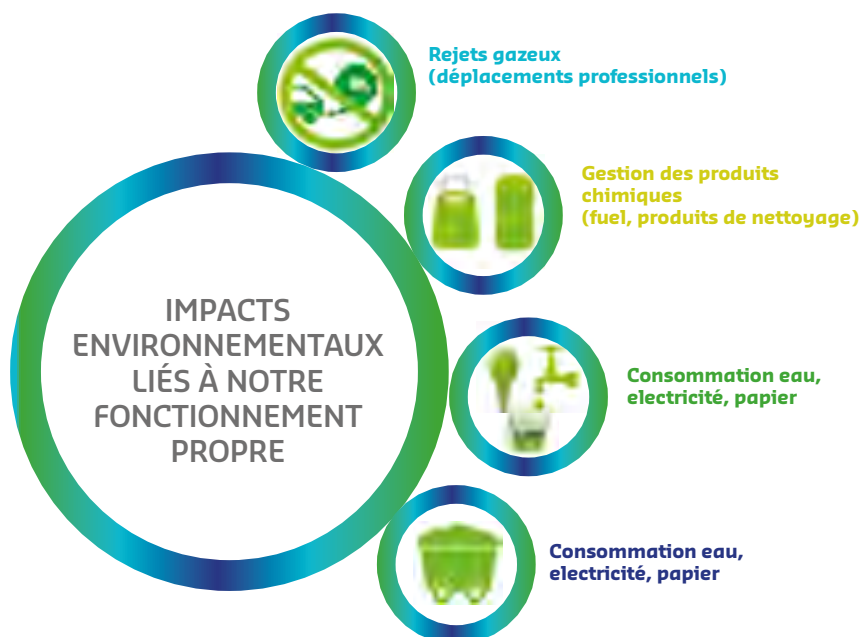 Rejets gazeux
(déplacements professionnels)
Gestion des produits
chimiques
(fuel, produits de nettoyage)
IMPACTS
ENVIRONNEMENTAUX
LIÉS À NOTRE
FONCTIONNEMENT
PROPRE
Consommation eau,
electricité, papier
Consommation eau,
electricité, papier